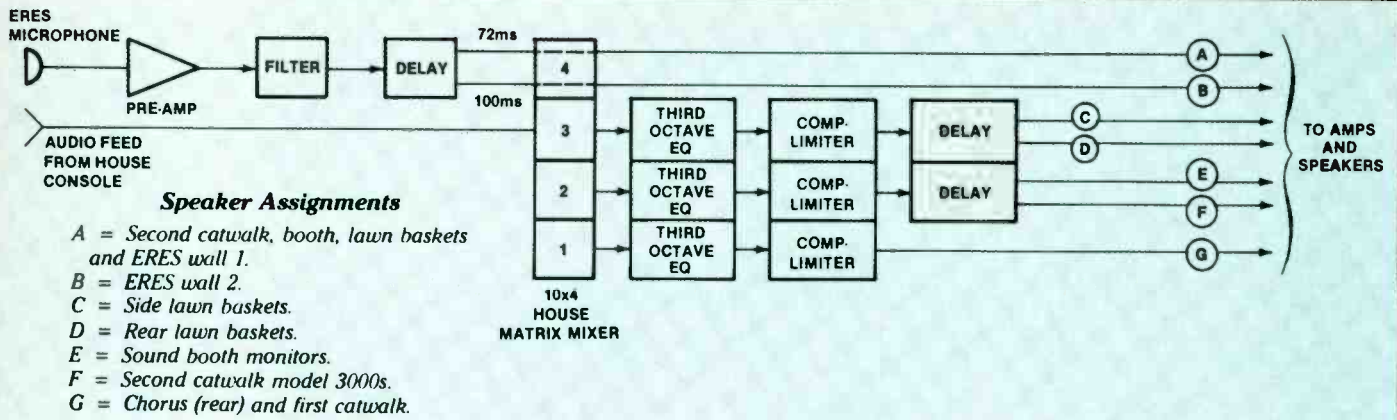 ERES
MICROPHONE
PRE-AMP
FILTER
DELAY
72ms
100ms
AUDIO FEED
FROM HOUSE
CONSOLE
4
3
2
1
10x4
HOUSE
MATRIX MIXER
THIRD
OCTAVE
EQ
THIRD
OCTAVE
EQ
THIRD
OCTAVE
EQ
COMP-
LIMITER
COMP-
LIMITER
COMP-
LIMITER
DELAY
DELAY
A
B
C
D
E
F
G
TO AMPS
AND
SPEAKERS
Speaker Assignments
A = Second catwalk, booth, lawn baskets
and ERES wall 1.
B = ERES wall 2.
C = Side lawn baskets.
D = Rear lawn baskets.
E = Sound booth monitors.
F = Second catwalk model 3000s.
G = Chorus (rear) and first catwalk.